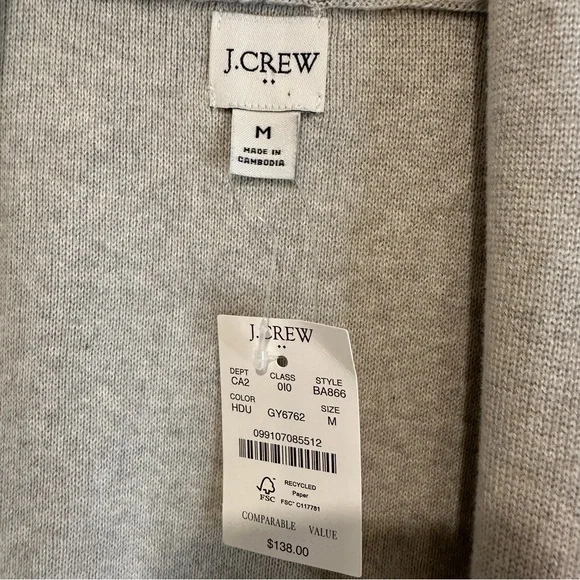 J.CREW
M
MADE IN
CAMBODIA
J.CREW
DEPT CLASS STYLE
CA2 010 BA866
COLOR SIZE
HDU GY6762 M
099107085512
RECYCLED
Paper
FSC FSC® C117781
COMPARABLE VALUE
$138.00